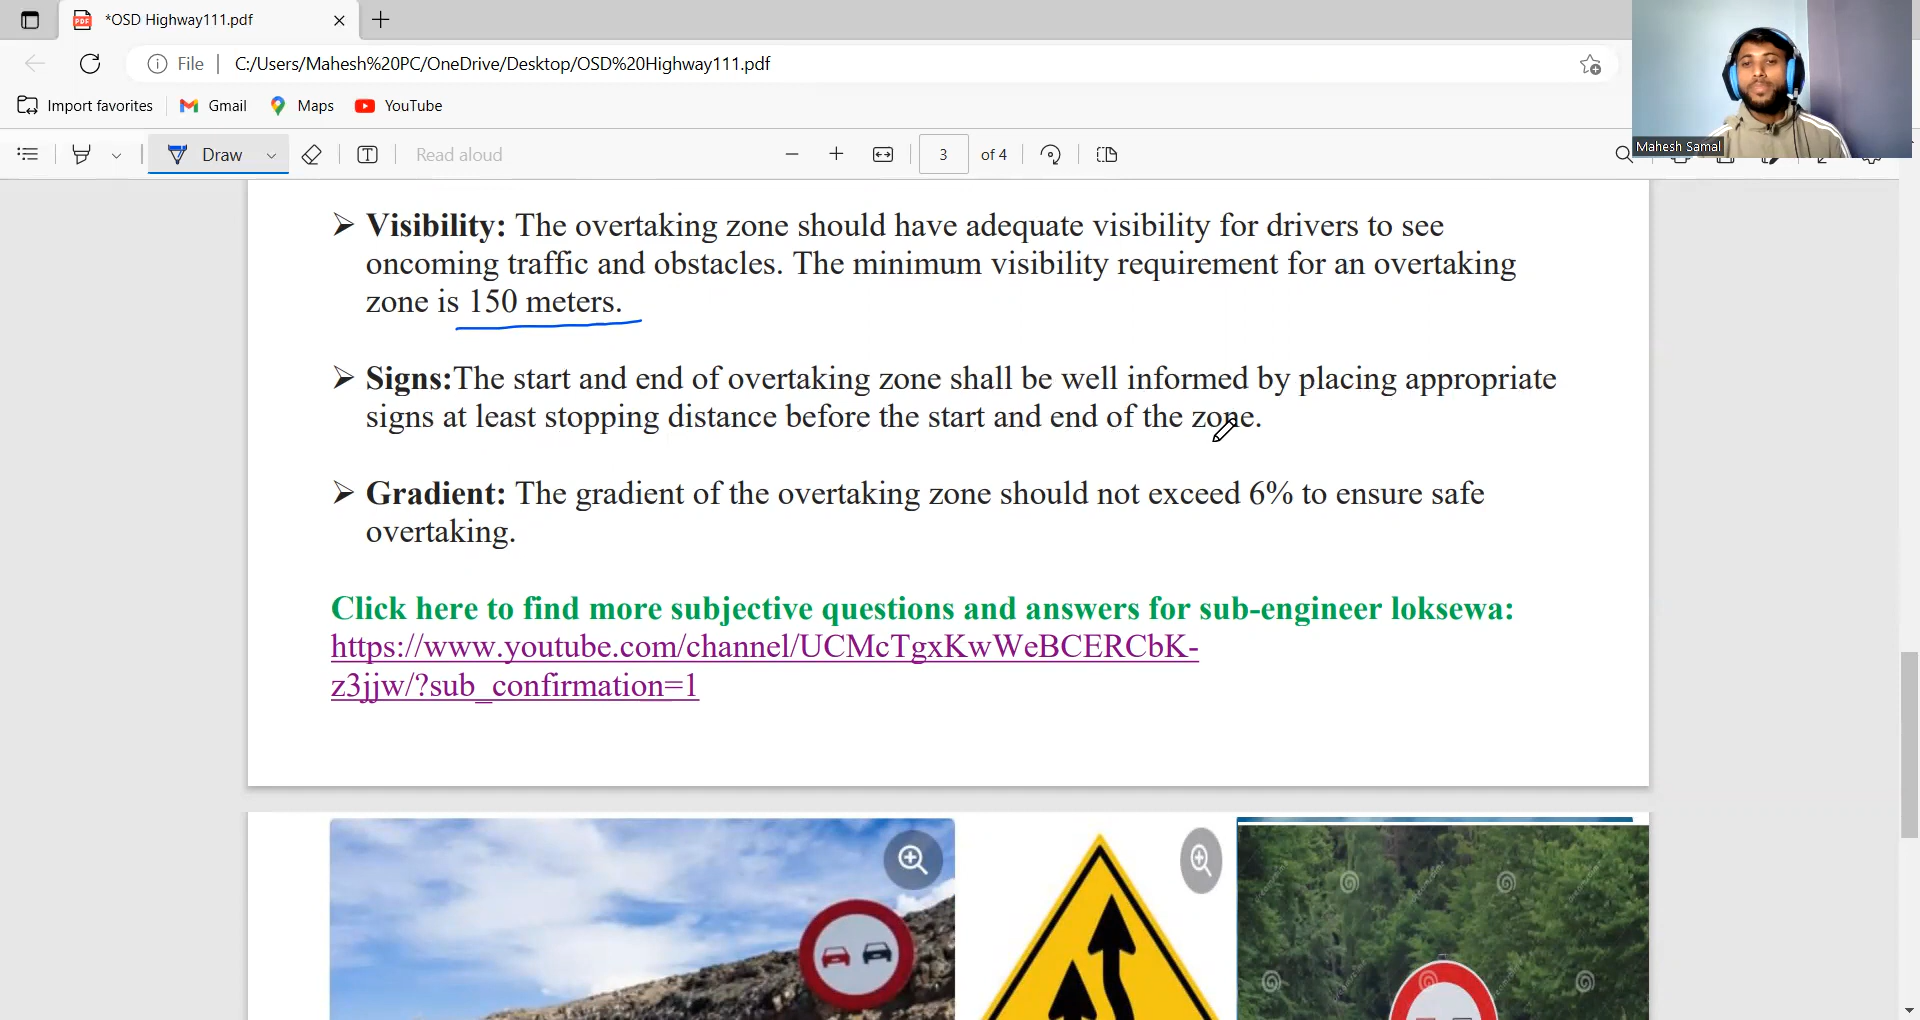 *OSD Highway111.pdf
File
C:/Users/Mahesh%20PC/OneDrive/Desktop/OSD%20Highway111.pdf
Import favorites
Gmail
Maps
YouTube
Draw
Read aloud
3 of 4
Mahesh Samal
➢ Visibility: The overtaking zone should have adequate visibility for drivers to see
oncoming traffic and obstacles. The minimum visibility requirement for an overtaking
zone is 150 meters.
➢ Signs:The start and end of overtaking zone shall be well informed by placing appropriate
signs at least stopping distance before the start and end of the zone.
➢ Gradient: The gradient of the overtaking zone should not exceed 6% to ensure safe
overtaking.
Click here to find more subjective questions and answers for sub-engineer loksewa:
https://www.youtube.com/channel/UCMcTgxKwWeBCERCbK-
z3jjw/?sub_confirmation=1